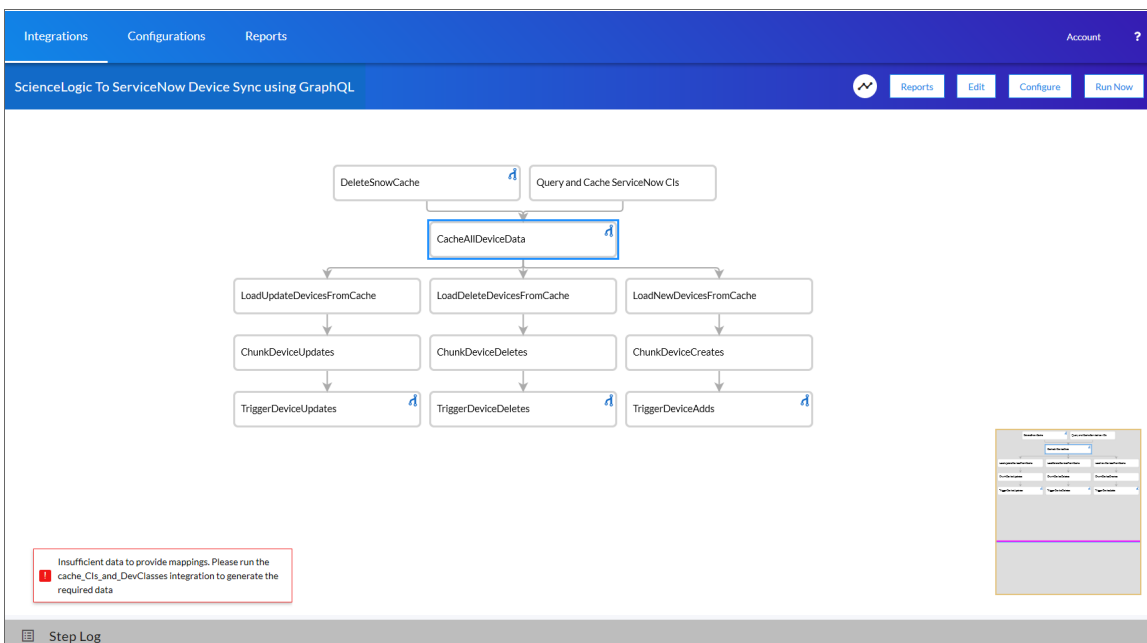 Integrations Configurations Reports Account ?
ScienceLogic To ServiceNow Device Sync using GraphQL Reports Edit Configure Run Now
DeleteSnowCache Query and Cache ServiceNow CIs
CacheAllDeviceData
LoadUpdateDevicesFromCache LoadDeleteDevicesFromCache LoadNewDevicesFromCache
ChunkDeviceUpdates ChunkDeviceDeletes ChunkDeviceCreates
TriggerDeviceUpdates TriggerDeviceDeletes TriggerDeviceAdds
Insufficient data to provide mappings. Please run the
cache_CIs_and_DevClasses integration to generate the
required data
Step Log